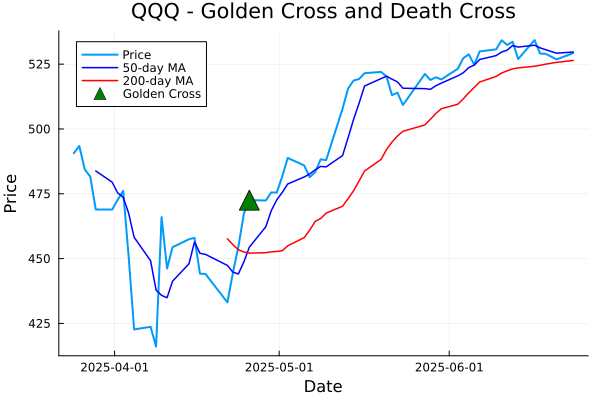 QQQ - Golden Cross and Death Cross
Price
50-day MA
200-day MA
Golden Cross
525
500
475
450
425
Price
2025-04-01
2025-05-01
2025-06-01
Date